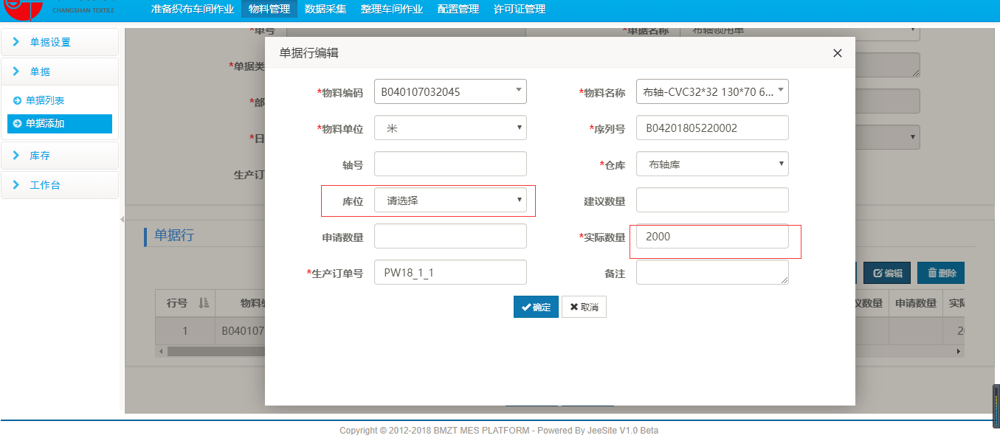 CHANGSHAN TEXTILE
准备织布车间作业 物料管理 数据采集 整理车间作业 配置管理 许可证管理
单据设置
单据
单据列表
单据添加
库存
工作台
*单号
*单据名称 布轴领用单
*单据类
*部
*日
生产订
单据行编辑
*物料编码 B040107032045 *物料名称 布轴-CVC32*32 130*70 6...
*物料单位 米 *序列号 B04201805220002
轴号 *仓库 布轴库
库位 请选择 建议数量
申请数量 *实际数量 2000
*生产订单号 PW18_1_1 备注
确定 取消
单据行
编辑 删除
行号 物料编 议数量 申请数量 实际
1 B040107 20
Copyright © 2012-2018 BMZT MES PLATFORM - Powered By JeeSite V1.0 Beta